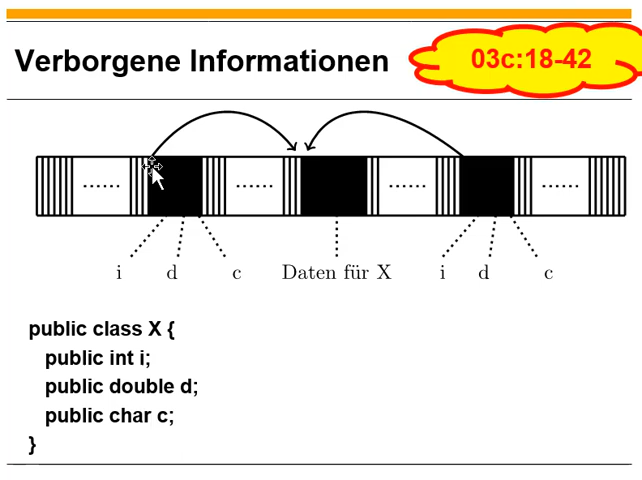 Verborgene Informationen
03c:18-42
...... ...... ...... ......
i d c Daten für X i d c
public class X {
public int i;
public double d;
public char c;
}